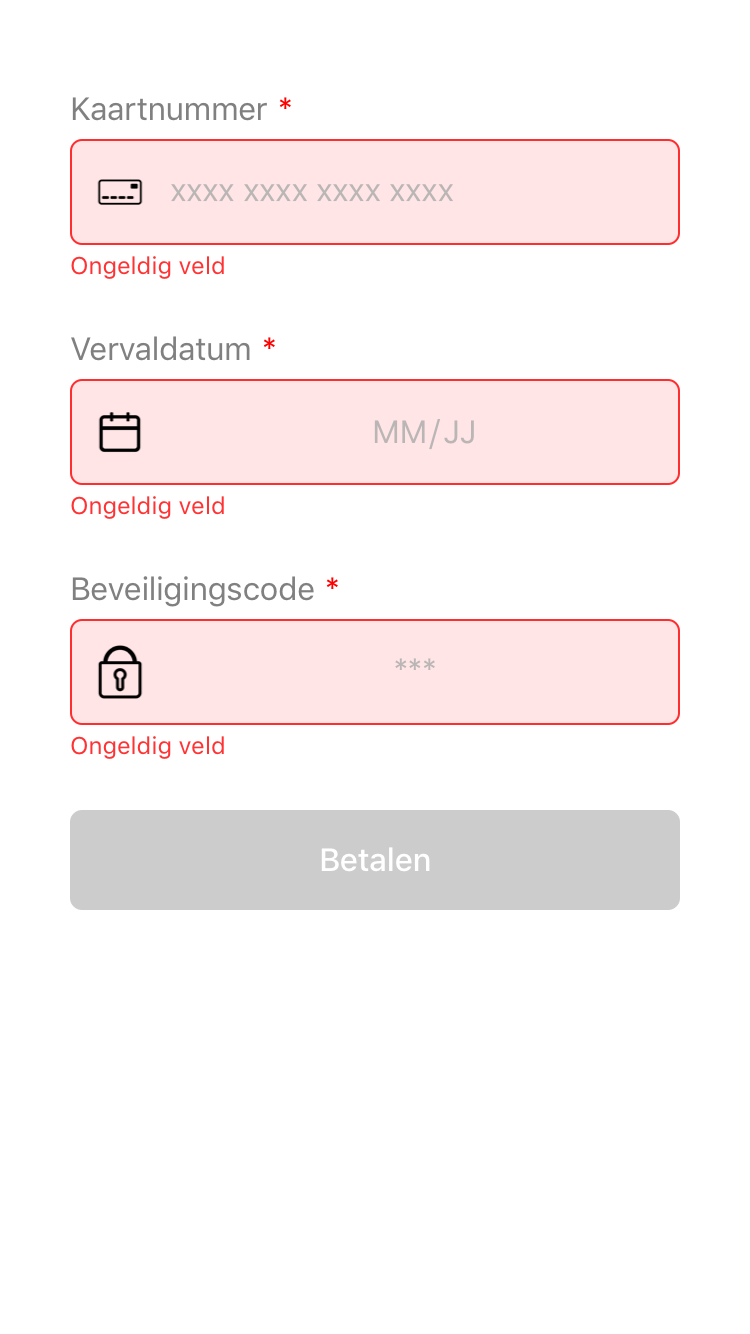 Kaartnummer *
xxxx xxxx xxxx xxxx
Ongeldig veld
Vervaldatum *
MM/JJ
Ongeldig veld
Beveiligingscode *
***
Ongeldig veld
Betalen